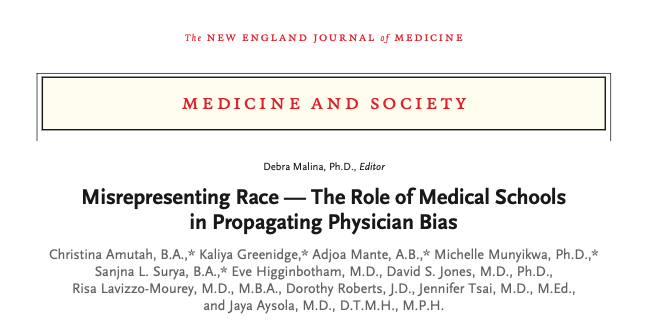 The NEW ENGLAND JOURNAL of MEDICINE
MEDICINE AND SOCIETY
Debra Malina, Ph.D., Editor
Misrepresenting Race — The Role of Medical Schools
in Propagating Physician Bias
Christina Amutah, B.A.,* Kaliya Greenidge,* Adjoa Mante, A.B.,* Michelle Munyikwa, Ph.D.,*
Sanjna L. Surya, B.A.,* Eve Higginbotham, M.D., David S. Jones, M.D., Ph.D.,
Risa Lavizzo-Mourey, M.D., M.B.A., Dorothy Roberts, J.D., Jennifer Tsai, M.D., M.Ed.,
and Jaya Aysola, M.D., D.T.M.H., M.P.H.